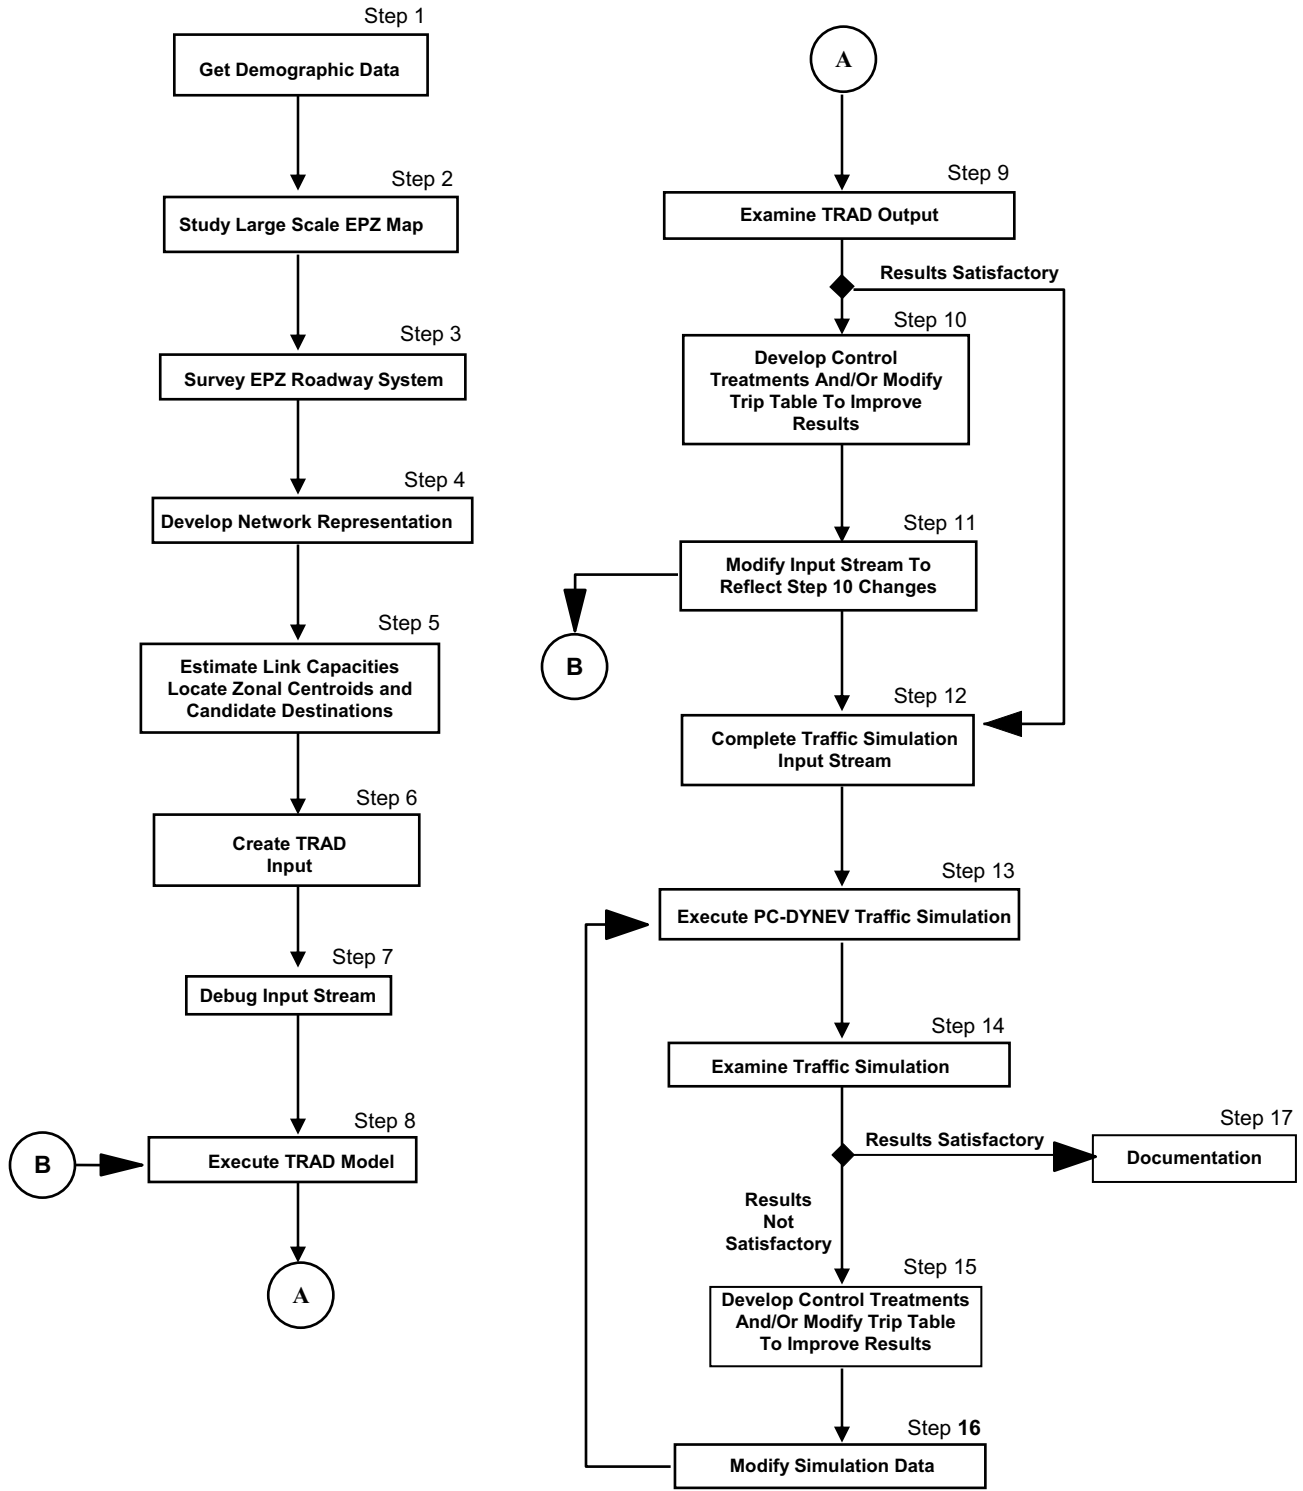 Step 1
Get Demographic Data
Step 2
Study Large Scale EPZ Map
Step 3
Survey EPZ Roadway System
Step 4
Develop Network Representation
Step 5
Estimate Link Capacities
Locate Zonal Centroids and
Candidate Destinations
Step 6
Create TRAD
Input
Step 7
Debug Input Stream
Step 8
B
Execute TRAD Model
A
A
Step 9
Examine TRAD Output
Results Satisfactory
Step 10
Develop Control
Treatments And/Or Modify
Trip Table To Improve
Results
Step 11
Modify Input Stream To
Reflect Step 10 Changes
B
Step 12
Complete Traffic Simulation
Input Stream
Step 13
Execute PC-DYNEV Traffic Simulation
Step 14
Examine Traffic Simulation
Results Satisfactory
Step 17
Documentation
Results
Not
Satisfactory
Step 15
Develop Control Treatments
And/Or Modify Trip Table
To Improve Results
Step 16
Modify Simulation Data